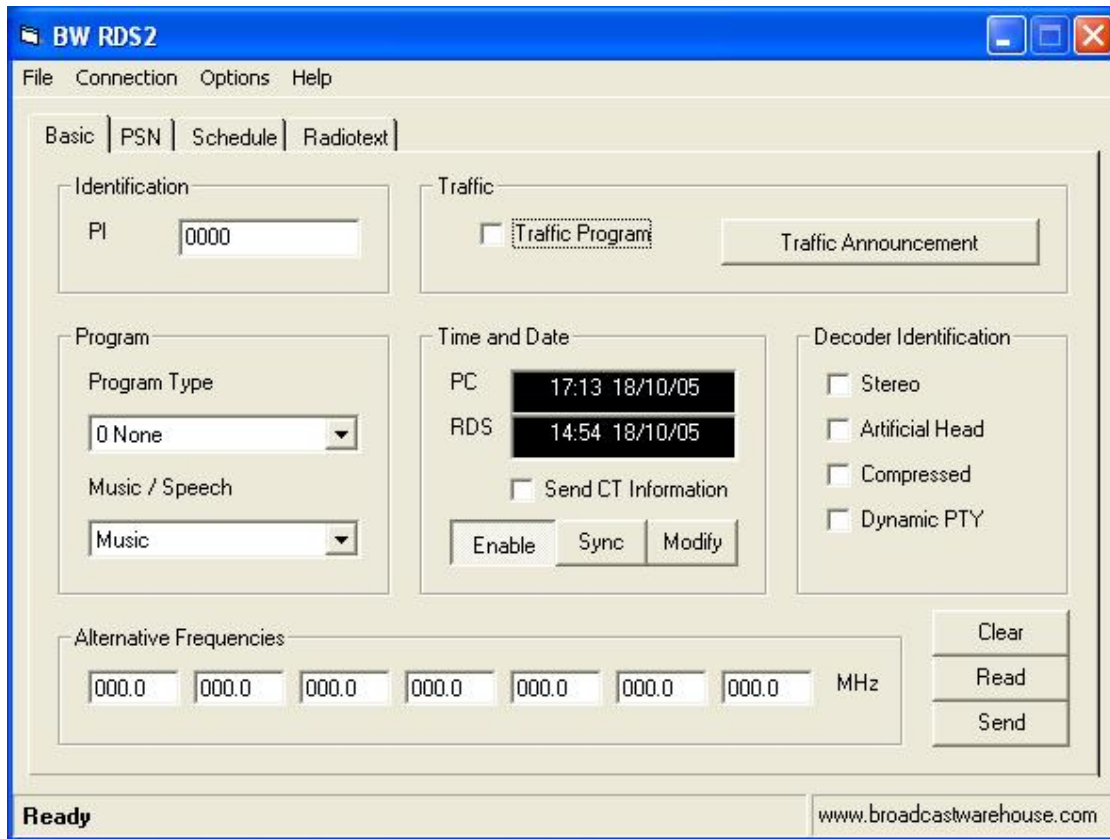 BW RDS2
File Connection Options Help
Basic PSN Schedule Radiotext
Identification
PI 0000
Traffic
Traffic Program Traffic Announcement
Program
Program Type
0 None
Music / Speech
Music
Time and Date
PC 17:13 18/10/05
RDS 14:54 18/10/05
Send CT Information
Enable Sync Modify
Decoder Identification
Stereo
Artificial Head
Compressed
Dynamic PTY
Alternative Frequencies
000.0 000.0 000.0 000.0 000.0 000.0 000.0 MHz
Clear
Read
Send
Ready www.broadcastwarehouse.com